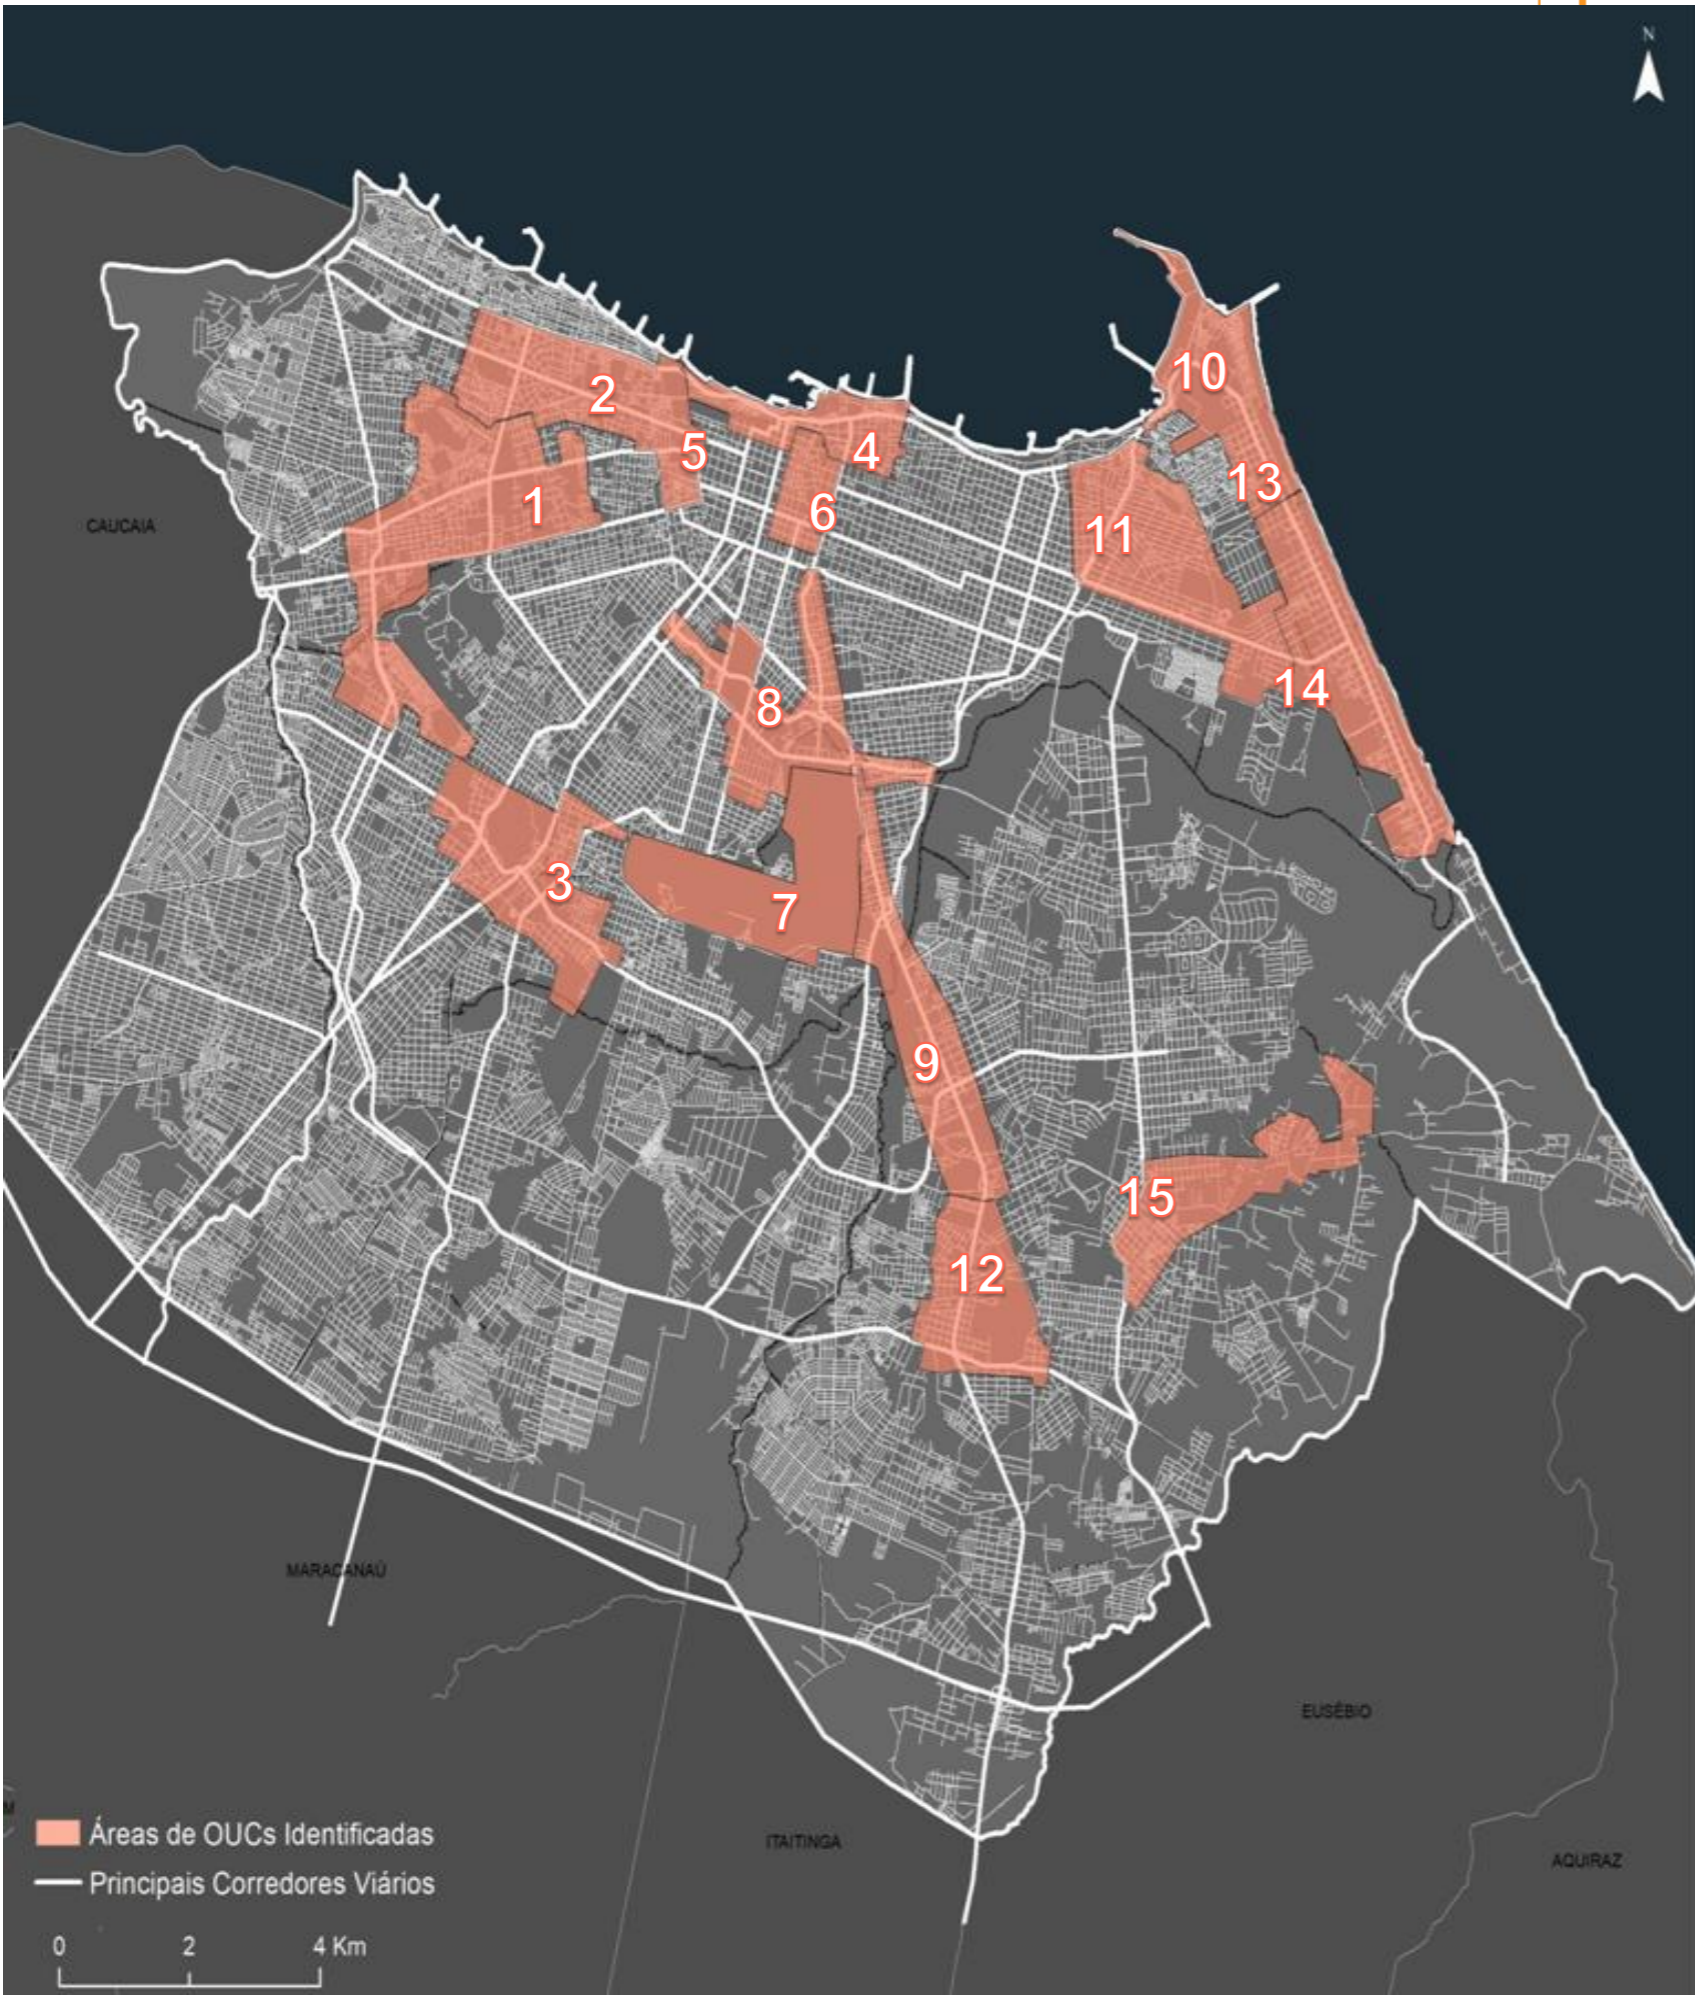 N
10
2
4
5
13
1
6
11
CAUCAIA
14
8
3
7
9
15
12
MARACANAÚ
EUSÉBIO
M
Áreas de OUCs Identificadas
ITAITINGA
AQUIRAZ
Principais Corredores Viários
0 2 4 Km